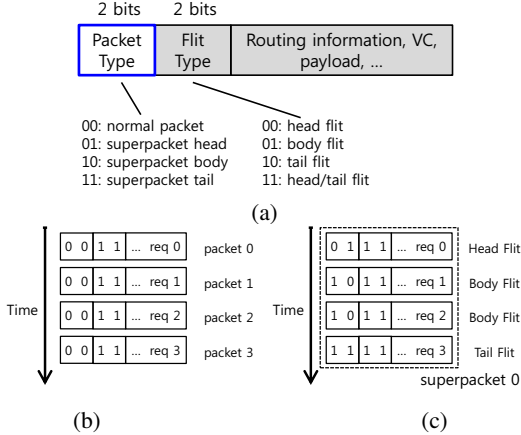 2 bits 2 bits
Packet Type
Flit Type
Routing information, VC, payload, ...
00: normal packet
01: superpacket head
10: superpacket body
11: superpacket tail
00: head flit
01: body flit
10: tail flit
11: head/tail flit
(a)
Time
0 0 1 1 ... req 0 packet 0
0 0 1 1 ... req 1 packet 1
0 0 1 1 ... req 2 packet 2
0 0 1 1 ... req 3 packet 3
(b)
Time
0 1 1 1 ... req 0 Head Flit
1 0 1 1 ... req 1 Body Flit
1 0 1 1 ... req 2 Body Flit
1 1 1 1 ... req 3 Tail Flit
superpacket 0
(c)